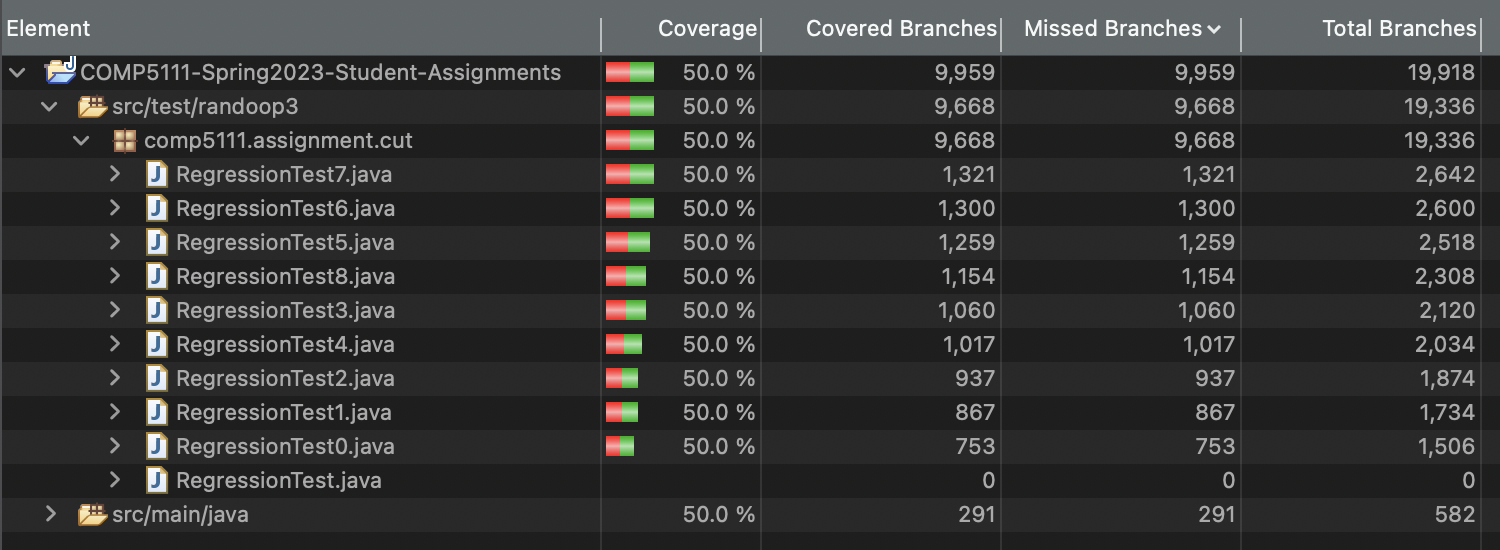 Element Coverage Covered Branches Missed Branches Total Branches
COMP5111-Spring2023-Student-Assignments 50.0 % 9,959 9,959 19,918
src/test/randoop3 50.0 % 9,668 9,668 19,336
comp5111.assignment.cut 50.0 % 9,668 9,668 19,336
RegressionTest7.java 50.0 % 1,321 1,321 2,642
RegressionTest6.java 50.0 % 1,300 1,300 2,600
RegressionTest5.java 50.0 % 1,259 1,259 2,518
RegressionTest8.java 50.0 % 1,154 1,154 2,308
RegressionTest3.java 50.0 % 1,060 1,060 2,120
RegressionTest4.java 50.0 % 1,017 1,017 2,034
RegressionTest2.java 50.0 % 937 937 1,874
RegressionTest1.java 50.0 % 867 867 1,734
RegressionTest0.java 50.0 % 753 753 1,506
RegressionTest.java 0 0 0
src/main/java 50.0 % 291 291 582